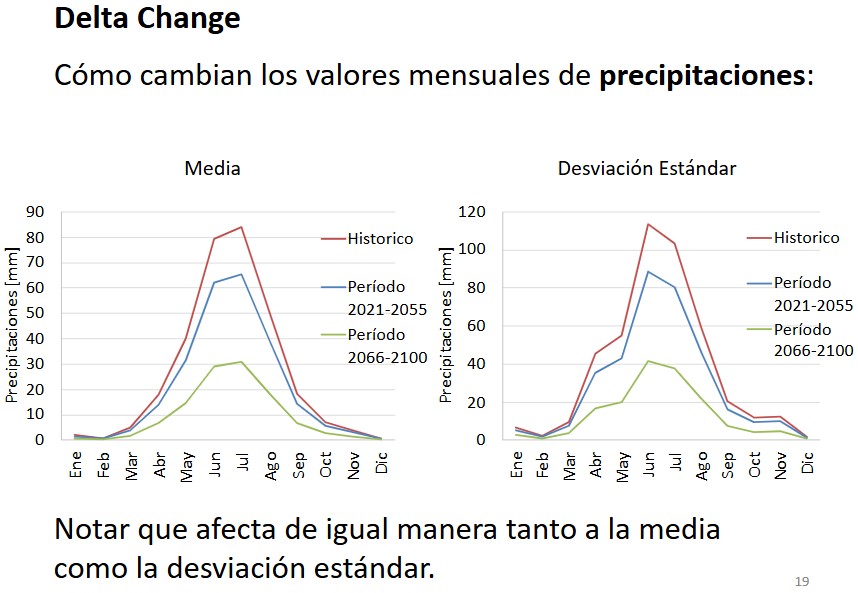 Delta Change
Cómo cambian los valores mensuales de precipitaciones:
Media
Precipitaciones [mm]
90
80
70
60
50
40
30
20
10
0
Ene Feb Mar Abr May Jun Jul Ago Sep Oct Nov Dic
Historico
Período
2021-2055
Período
2066-2100
Desviación Estándar
Precipitaciones [mm]
120
100
80
60
40
20
0
Ene Feb Mar Abr May Jun Jul Ago Sep Oct Nov Dic
Historico
Período
2021-2055
Período
2066-2100
Notar que afecta de igual manera tanto a la media
como la desviación estándar.
19